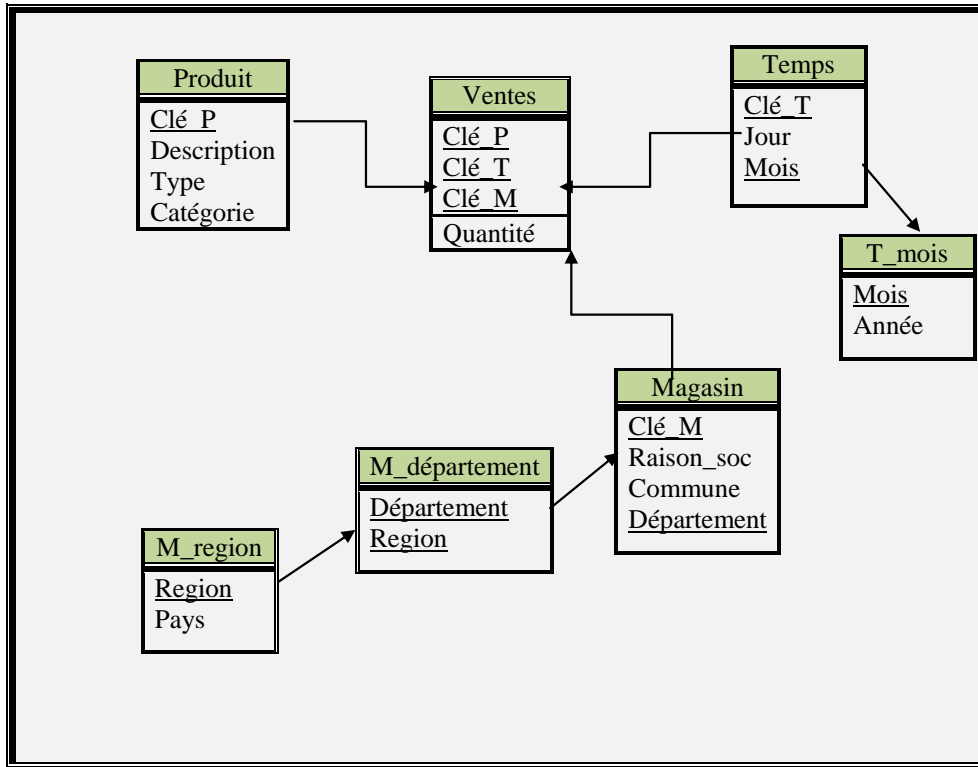 Produit
Clé_P
Description
Type
Catégorie
Ventes
Clé_P
Clé_T
Clé_M
Quantité
Temps
Clé_T
Jour
Mois
T_mois
Mois
Année
Magasin
Clé_M
Raison_soc
Commune
Département
M_département
Département
Region
M_region
Region
Pays